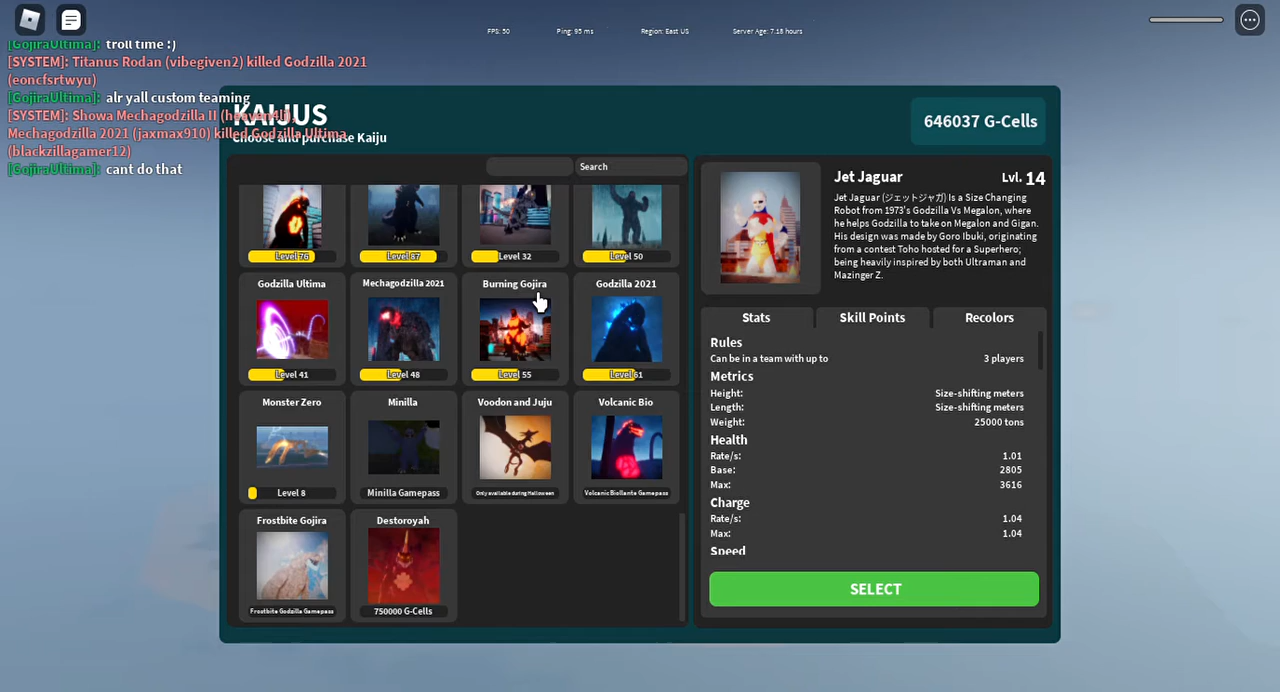 FPS: 50 Ping: 95 ms Region: East US Server Age: 7.18 hours
[GojiraUltima]: troll time :)
[SYSTEM]: Titanus Rodan (vibegiven2) killed Godzilla 2021
(eoncfsrtwyu)
[GojiraUltima]: alr yall custom teaming
[SYSTEM]: Showa Mechagodzilla II
Mechagodzilla 2021 (jaxmax910) killed Godzilla Ultima
(blackzillagamer12)
[GojiraUltima]: cant do that
KAIJUS
Choose and purchase Kaiju
646037 G-Cells
Search
Level 76 Level 87 Level 32 Level 50
Godzilla Ultima Mechagodzilla 2021 Burning Gojira Godzilla 2021
Level 41 Level 48 Level 55 Level 61
Monster Zero Minilla Voodon and Juju Volcanic Bio
Level 8 Minilla Gamepass Only available during Halloween Volcanic Biollante Gamepass
Frostbite Gojira Destoroyah
Frostbite Godzilla Gamepass 750000 G-Cells
Jet Jaguar Lvl. 14
Jet Jaguar (ジェットジャガ) Is a Size Changing
Robot from 1973's Godzilla Vs Megalon, where
he helps Godzilla to take on Megalon and Gigan.
His design was made by Goro Ibuki, originating
from a contest Toho hosted for a Superhero;
being heavily inspired by both Ultraman and
Mazinger Z.
Stats Skill Points Recolors
Rules
Can be in a team with up to 3 players
Metrics
Height: Size-shifting meters
Length: Size-shifting meters
Weight: 25000 tons
Health
Rate/s: 1.01
Base: 2805
Max: 3616
Charge
Rate/s: 1.04
Max: 1.04
Speed
SELECT